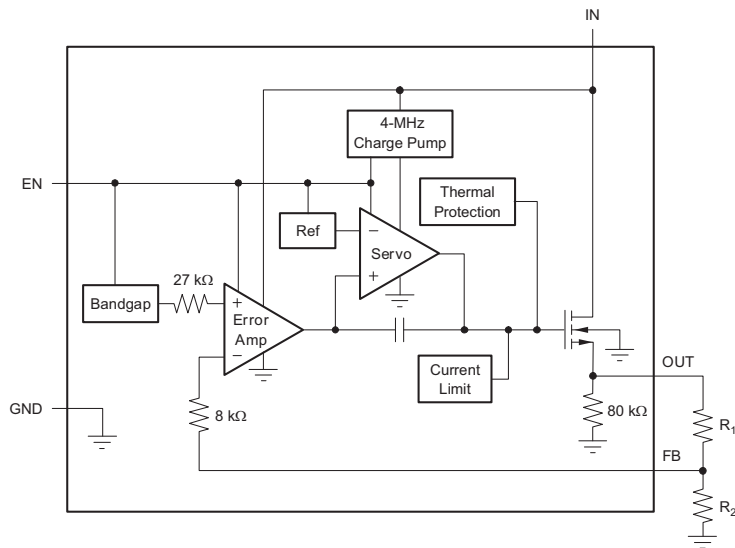 IN
4-MHz
Charge Pump
EN
Thermal
Protection
Ref
−
Servo
+
27 kΩ
Bandgap
+
Error
Amp
−
Current
Limit
OUT
GND
8 kΩ
80 kΩ
R1
FB
R2